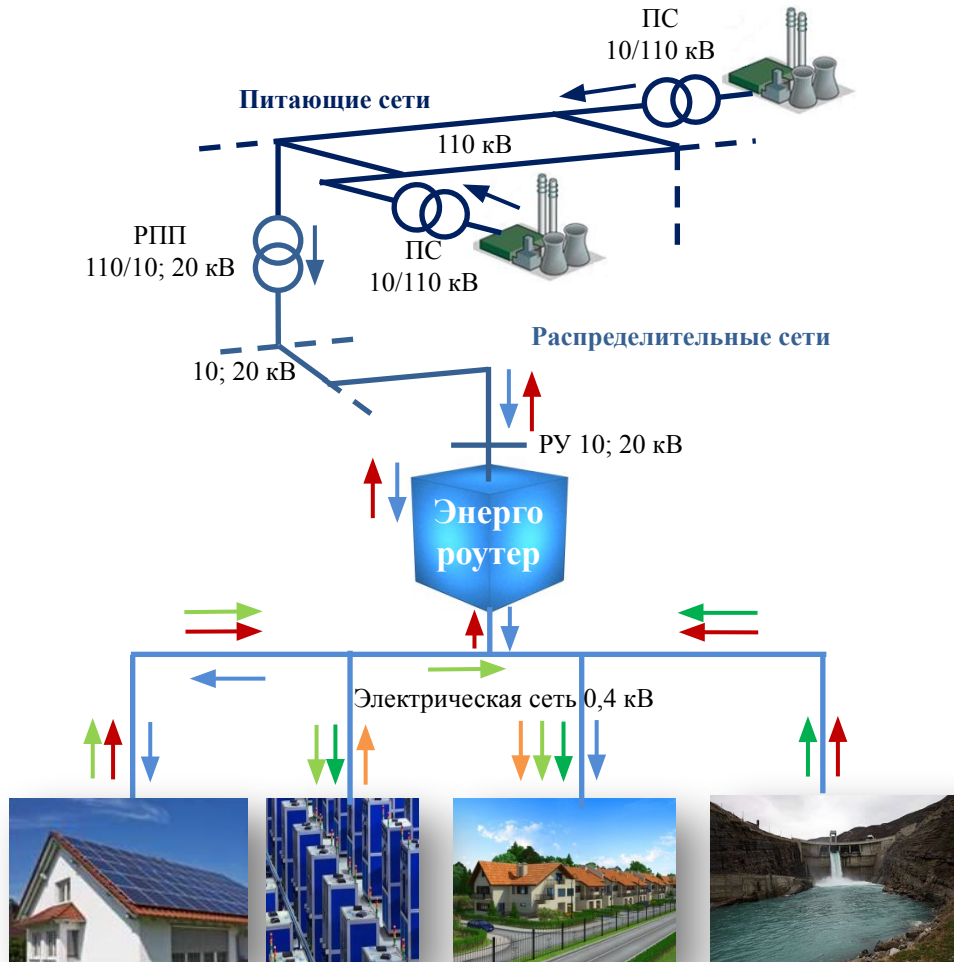 ПС
10/110 кВ
Питающие сети
110 кВ
РПП
110/10; 20 кВ
ПС
10/110 кВ
Распределительные сети
10; 20 кВ
РУ 10; 20 кВ
Энерго
роутер
Электрическая сеть 0,4 кВ